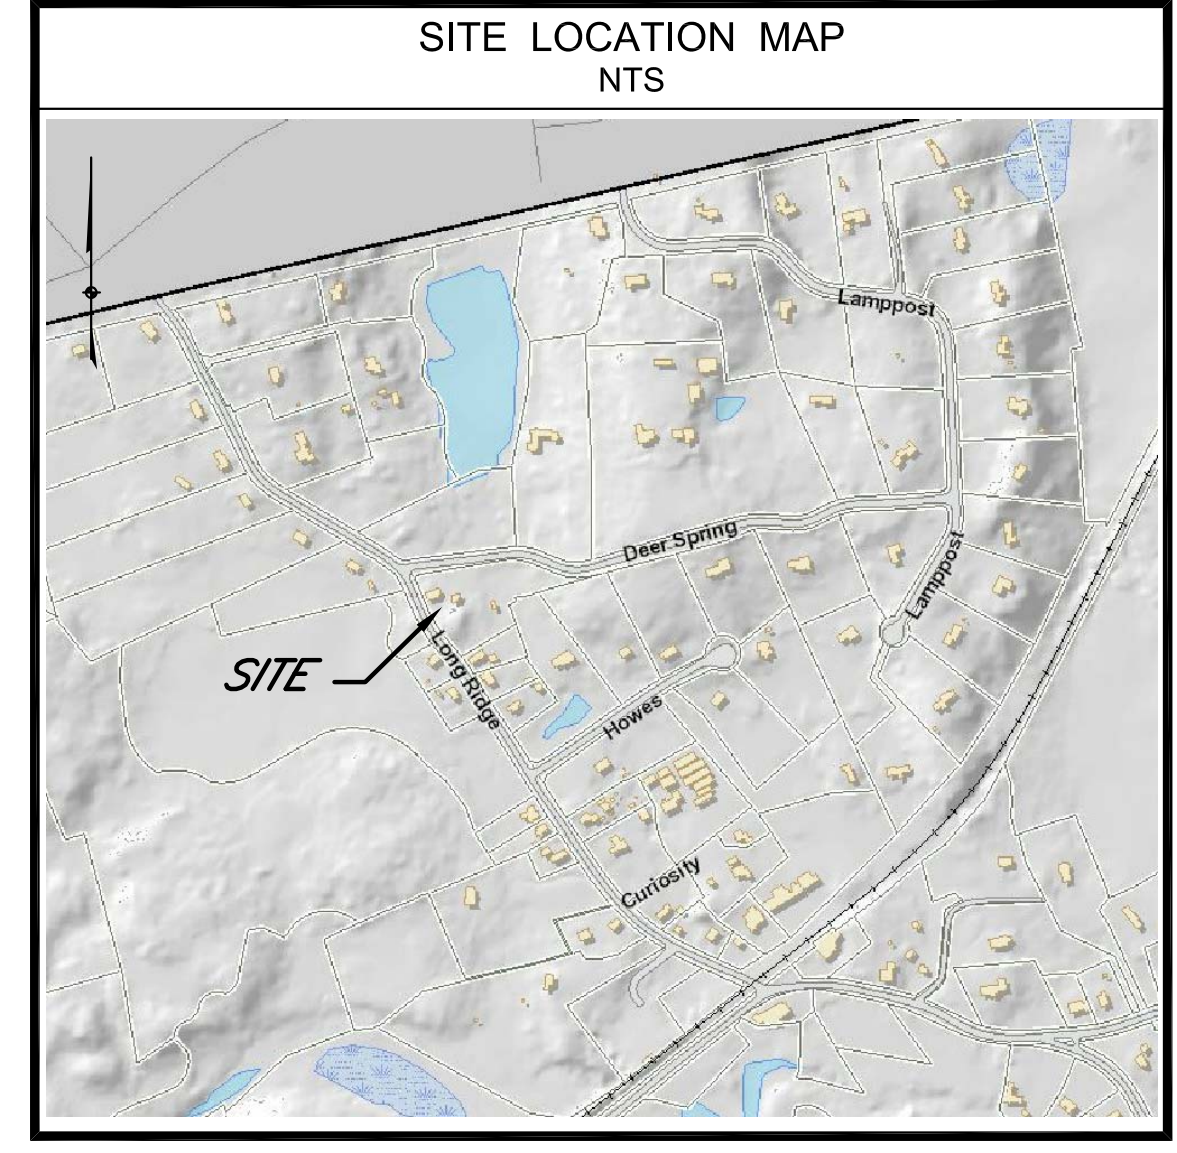 SITE LOCATION MAP
NTS
Lamppost
Deer Spring
Lamppost
SITE
Long Ridge
Howes
Curiosity